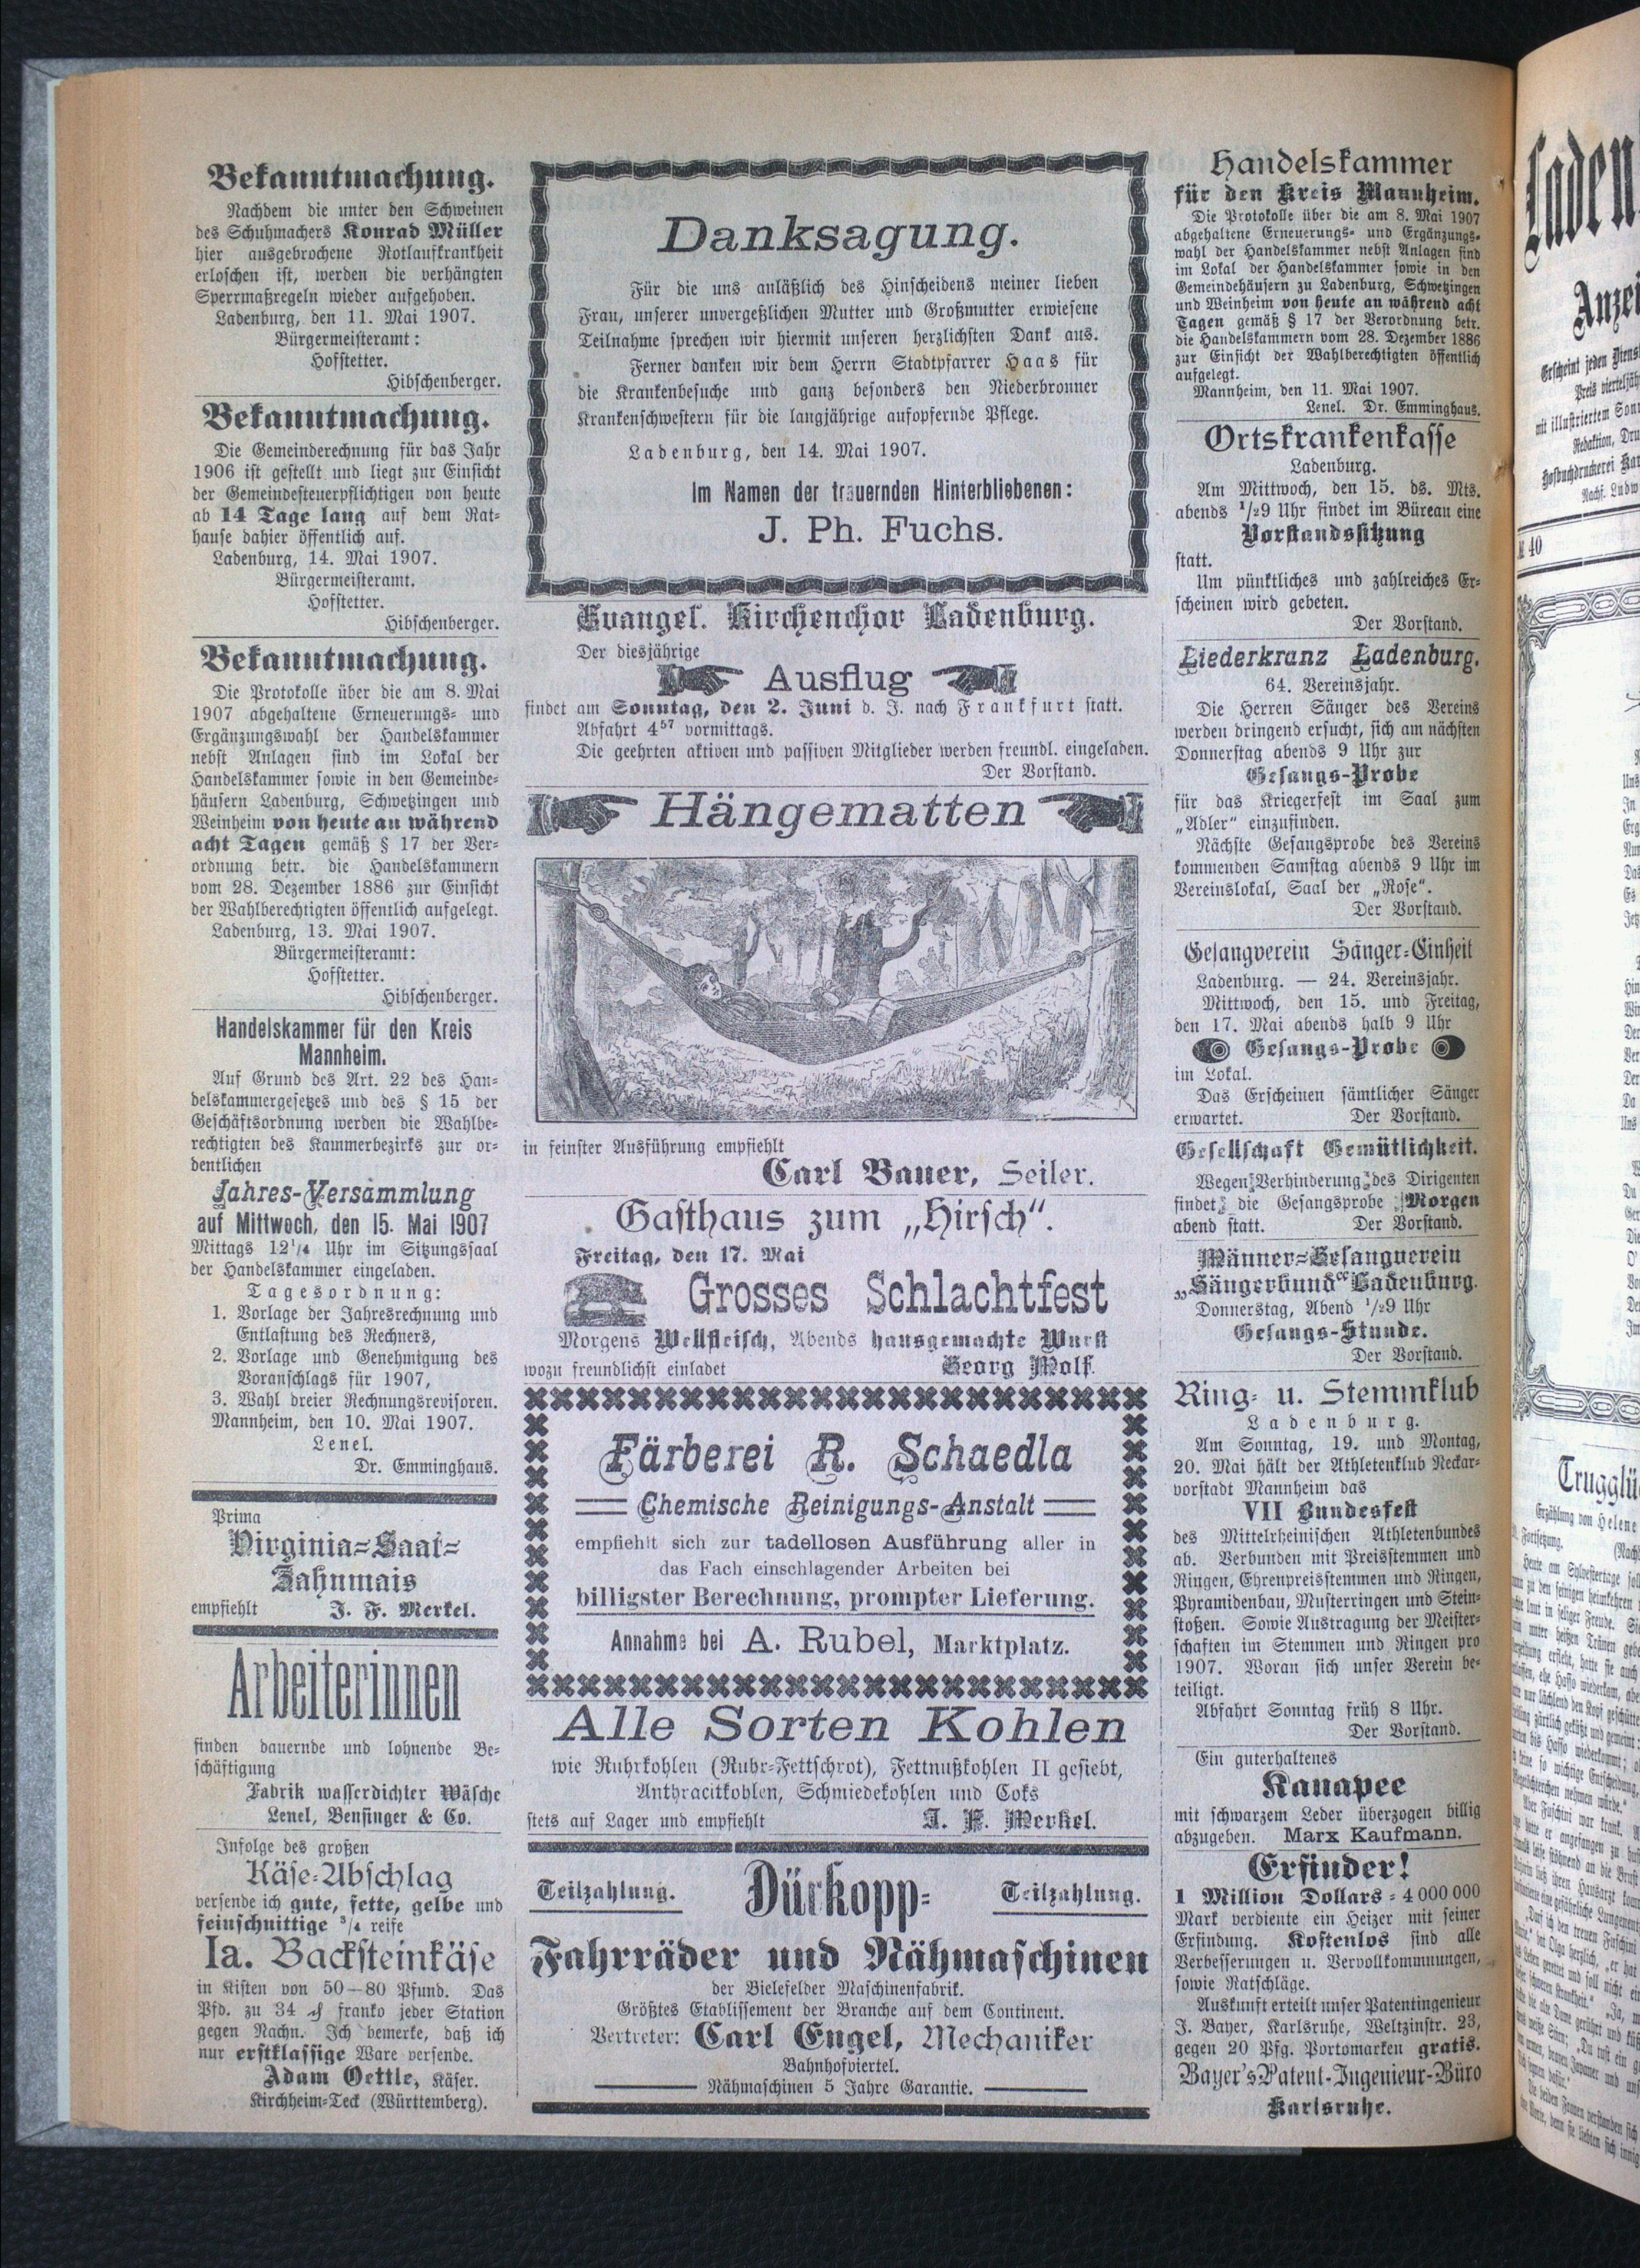 Bekanntmachung.
Nachdem die unter den Schweinen
des Schuhmachers Konrad Müller
hier ausgebrochene Rotlaufkrankheit
erloschen ist, werden die verhängten
Sperrmaßregeln wieder aufgehoben.
Ladenburg, den 11. Mai 1907.
Bürgermeisteramt:
Hofstetter.
Hibschenberger.
Bekanntmachung.
Die Gemeinderechnung für das Jahr
1906 ist gestellt und liegt zur Einsicht
der Gemeindesteuerpflichtigen von heute
ab 14 Tage lang auf dem Rat-
hause dahier öffentlich auf.
Ladenburg, 14. Mai 1907.
Bürgermeisteramt.
Hofstetter.
Hibschenberger.
Bekanntmachung.
Die Protokolle über die am 8. Mai
1907 abgehaltene Erneuerungs- und
Ergänzungswahl der Handelskammer
nebst Anlagen sind im Lokal der
Handelskammer sowie in den Gemeinde-
häusern Ladenburg, Schwetzingen und
Weinheim von heute an während
acht Tagen gemäß § 17 der Ver-
ordnung betr. die Handelskammern
vom 28. Dezember 1886 zur Einsicht
der Wahlberechtigten öffentlich aufgelegt.
Ladenburg, 13. Mai 1907.
Bürgermeisteramt:
Hofstetter.
Hibschenberger.
Handelskammer für den Kreis
Mannheim.
Auf Grund des Art. 22 des Han-
delskammergesetzes und des § 15 der
Geschäftsordnung werden die Wahlbe-
rechtigten des Kammerbezirks zur or-
dentlichen
Jahres-Versammlung
auf Mittwoch, den 15. Mai 1907
Mittags 12¼ Uhr im Sitzungssaal
der Handelskammer eingeladen.
Tagesordnung:
1. Vorlage der Jahresrechnung und
Entlastung des Rechners,
2. Vorlage und Genehmigung des
Voranschlags für 1907,
3. Wahl dreier Rechnungsrevisoren.
Mannheim, den 10. Mai 1907.
Lenel.
Dr. Emminghaus.
Prima
Virginia-Saat-
Zahnmais
empfiehlt J. F. Merkel.
Arbeiterinnen
finden dauernde und lohnende Be-
schäftigung
Fabrik wasserdichter Wäsche
Lenel, Bensinger & Co.
Infolge des großen
Käse-Abschlag
versende ich gute, fette, gelbe und
feinschnittige ¾ reife
Ia. Backsteinkäse
in Kisten von 50—80 Pfund. Das
Pfd. zu 34 ₰ franko jeder Station
gegen Nachn. Ich bemerke, daß ich
nur erstklassige Ware versende.
Adam Oettle, Käser.
Kirchheim-Teck (Württemberg).
Danksagung.
Für die uns anläßlich des Hinscheidens meiner lieben
Frau, unserer unvergeßlichen Mutter und Großmutter erwiesene
Teilnahme sprechen wir hiermit unseren herzlichsten Dank aus.
Ferner danken wir dem Herrn Stadtpfarrer Haas für
die Krankenbesuche und ganz besonders den Niederbronner
Krankenschwestern für die langjährige aufopfernde Pflege.
Ladenburg, den 14. Mai 1907.
Im Namen der trauernden Hinterbliebenen:
J. Ph. Fuchs.
Evangel. Kirchenchor Ladenburg.
Der diesjährige
Ausflug
findet am Sonntag, den 2. Juni d. J. nach Frankfurt statt.
Abfahrt 4⁵⁷ vormittags.
Die geehrten aktiven und passiven Mitglieder werden freundl. eingeladen.
Der Vorstand.
Hängematten
in feinster Ausführung empfiehlt
Carl Bauer, Seiler.
Gasthaus zum „Hirsch“.
Freitag, den 17. Mai
Grosses Schlachtfest
Morgens Wellfleisch, Abends hausgemachte Wurst
wozu freundlichst einladet Georg Wolf.
Färberei R. Schaedla
Chemische Reinigungs-Anstalt
empfiehlt sich zur tadellosen Ausführung aller in
das Fach einschlagender Arbeiten bei
billigster Berechnung, prompter Lieferung.
Annahme bei A. Rubel, Marktplatz.
Alle Sorten Kohlen
wie Ruhrkohlen (Ruhr-Fettschrot), Fettnußkohlen II gesiebt,
Anthracitkohlen, Schmiedekohlen und Coks
stets auf Lager und empfiehlt J. F. Merkel.
Teilzahlung. Dürkopp- Teilzahlung.
Fahrräder und Nähmaschinen
der Bielefelder Maschinenfabrik.
Größtes Etablissement der Branche auf dem Continent.
Vertreter: Carl Engel, Mechaniker
Bahnhofviertel.
Nähmaschinen 5 Jahre Garantie.
Handelskammer
für den Kreis Mannheim.
Die Protokolle über die am 8. Mai 1907
abgehaltene Erneuerungs- und Ergänzungs-
wahl der Handelskammer nebst Anlagen sind
im Lokal der Handelskammer sowie in den
Gemeindehäusern zu Ladenburg, Schwetzingen
und Weinheim von heute an während acht
Tagen gemäß § 17 der Verordnung betr.
die Handelskammern vom 28. Dezember 1886
zur Einsicht der Wahlberechtigten öffentlich
aufgelegt.
Mannheim, den 11. Mai 1907.
Lenel. Dr. Emminghaus.
Ortskrankenkasse
Ladenburg.
Am Mittwoch, den 15. ds. Mts.
abends ½9 Uhr findet im Büreau eine
Vorstandssitzung
statt.
Um pünktliches und zahlreiches Er-
scheinen wird gebeten.
Der Vorstand.
Liederkranz Ladenburg.
64. Vereinsjahr.
Die Herren Sänger des Vereins
werden dringend ersucht, sich am nächsten
Donnerstag abends 9 Uhr zur
Gesangs-Probe
für das Kriegerfest im Saal zum
„Adler“ einzufinden.
Nächste Gesangsprobe des Vereins
kommenden Samstag abends 9 Uhr im
Vereinslokal, Saal der „Rose“.
Der Vorstand.
Gesangverein Sänger-Einheit
Ladenburg. — 24. Vereinsjahr.
Mittwoch, den 15. und Freitag,
den 17. Mai abends halb 9 Uhr
Gesangs-Probe
im Lokal.
Das Erscheinen sämtlicher Sänger
erwartet. Der Vorstand.
Gesellschaft Gemütlichkeit.
Wegen Verhinderung des Dirigenten
findet die Gesangsprobe Morgen
abend statt. Der Vorstand.
Männer-Gesangverein
„Sängerbund“ Ladenburg.
Donnerstag, Abend ½9 Uhr
Gesangs-Stunde.
Der Vorstand.
Ring- u. Stemmklub
Ladenburg.
Am Sonntag, 19. und Montag,
20. Mai hält der Athletenklub Neckar-
vorstadt Mannheim das
VII Bundesfest
des Mittelrheinischen Athletenbundes
ab. Verbunden mit Preisstemmen und
Ringen, Ehrenpreisstemmen und Ringen,
Pyramidenbau, Musterringen und Stein-
stoßen. Sowie Austragung der Meister-
schaften im Stemmen und Ringen pro
1907. Woran sich unser Verein be-
teiligt.
Abfahrt Sonntag früh 8 Uhr.
Der Vorstand.
Ein guterhaltenes
Kanapee
mit schwarzem Leder überzogen billig
abzugeben. Marx Kaufmann.
Erfinder!
1 Million Dollars = 4 000 000
Mark verdiente ein Heizer mit seiner
Erfindung. Kostenlos sind alle
Verbesserungen u. Vervollkommnungen,
sowie Ratschläge.
Auskunft erteilt unser Patentingenieur
J. Bayer, Karlsruhe, Weltzinstr. 23,
gegen 20 Pfg. Portomarken gratis.
Bayer's Patent-Ingenieur-Büro
Karlsruhe.
Laden
Anzei
Erscheint jeden Diens
Preis vierteljäh
mit illustriertem Sonn
Redaktion, Dru
Hofbuchdruckerei Kar
Nachf. Ludw
№ 40
Trugglü
Erzählung von Helene